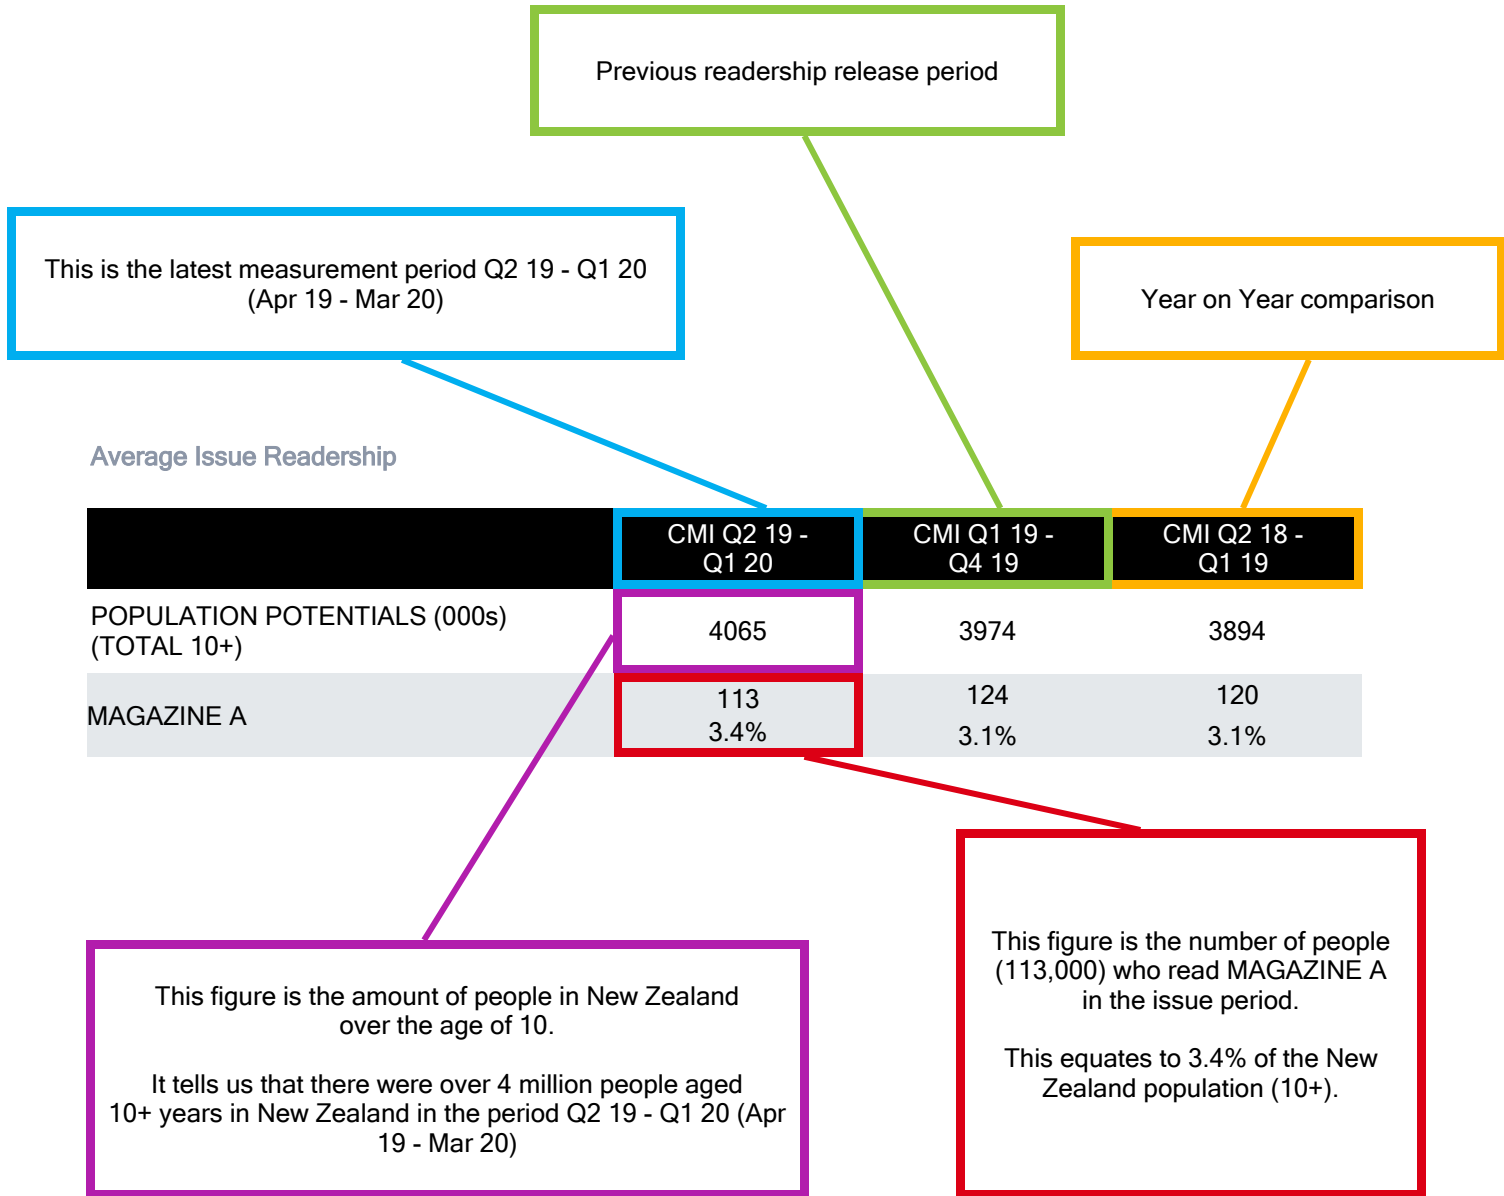 Previous readership release period
This is the latest measurement period Q2 19 - Q1 20
(Apr 19 - Mar 20)
Year on Year comparison
Average Issue Readership
CMI Q2 19 -
Q1 20
CMI Q1 19 -
Q4 19
CMI Q2 18 -
Q1 19
POPULATION POTENTIALS (000s)
(TOTAL 10+)
4065
3974
3894
MAGAZINE A
113
3.4%
124
3.1%
120
3.1%
This figure is the amount of people in New Zealand
over the age of 10.
It tells us that there were over 4 million people aged
10+ years in New Zealand in the period Q2 19 - Q1 20 (Apr
19 - Mar 20)
This figure is the number of people
(113,000) who read MAGAZINE A
in the issue period.
This equates to 3.4% of the New
Zealand population (10+).